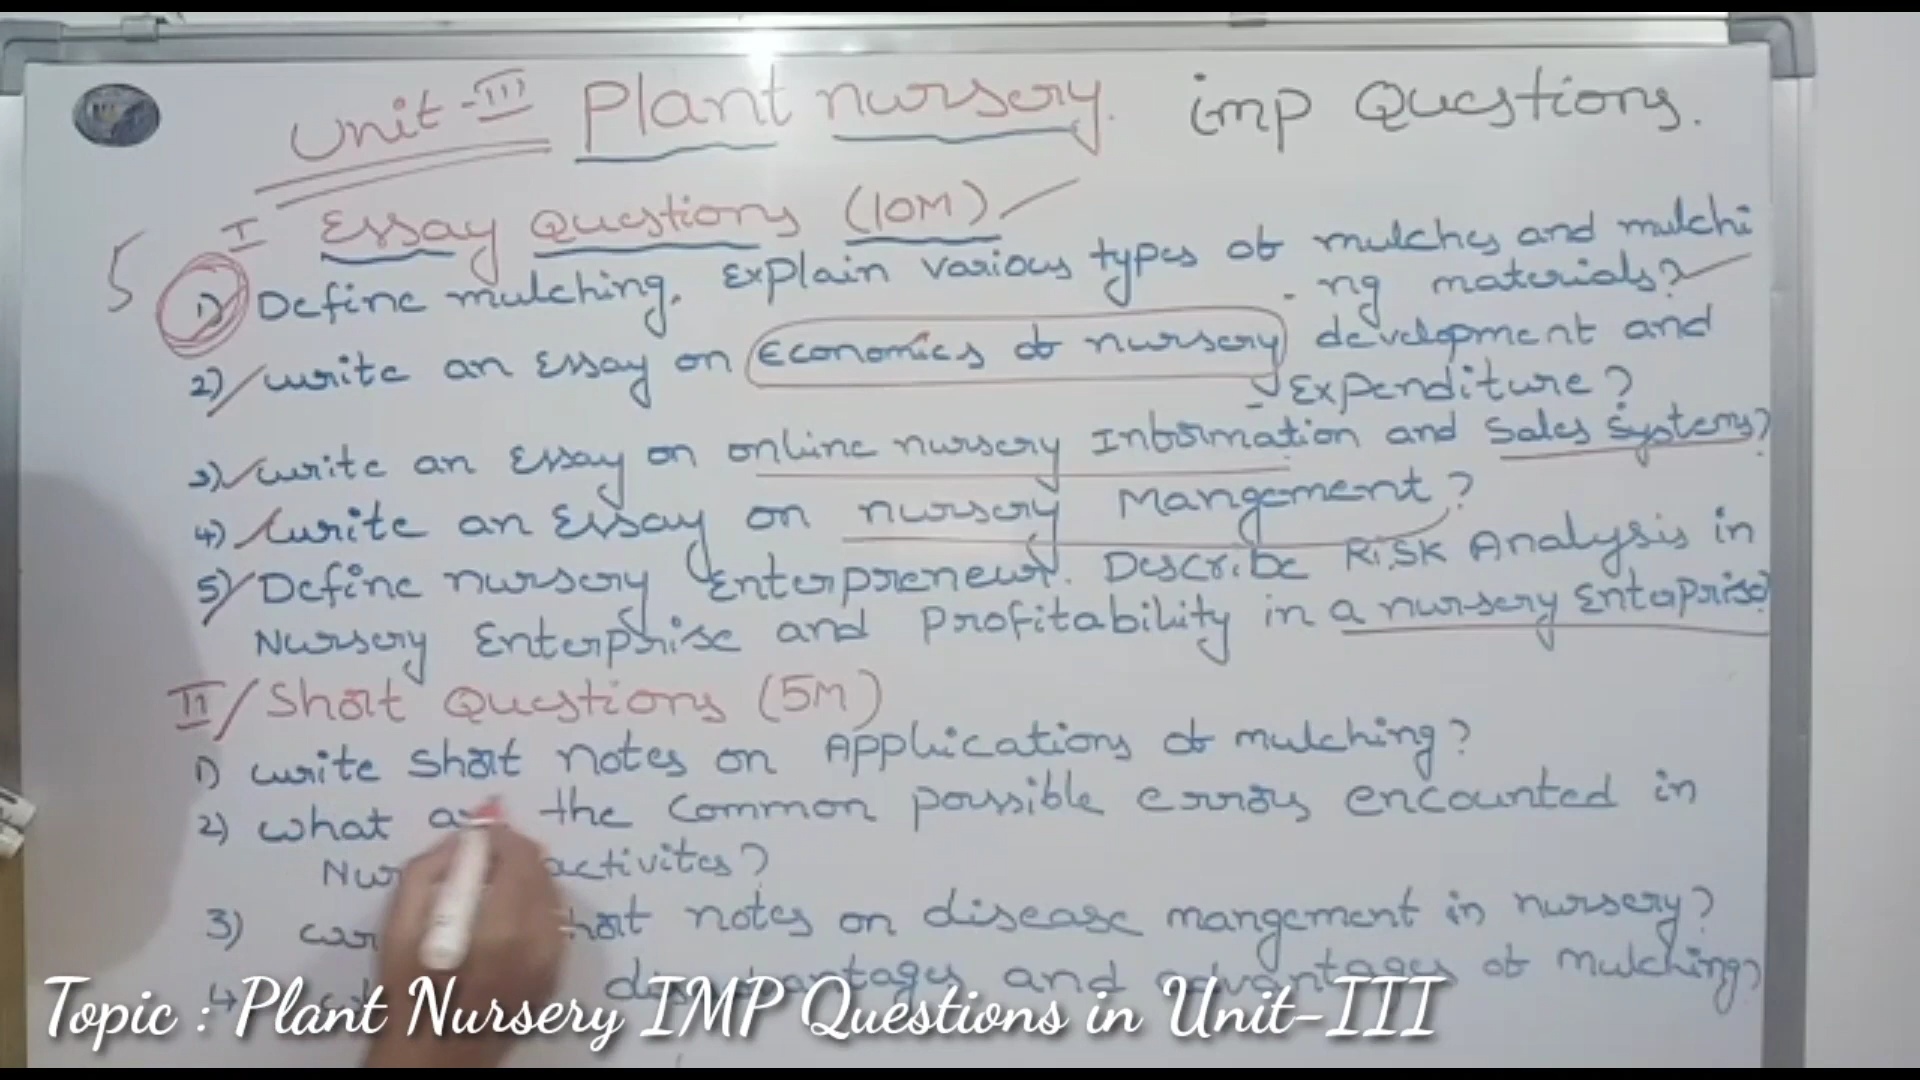 Unit-III Plant nursery. imp Questions.
I Essay Questions (10M)
5
1) Define mulching. Explain various types of mulches and mulchi
- ng materials?
2) write an Essay on Economics of nursery development and
- Expenditure?
3) write an Essay on online nursery Information and Sales Systems?
4) write an Essay on nursery Mangement?
5) Define nursery Enterpreneur. Describe RiSK Analysis in
Nursery Enterprise and Profitability in a nursery Enterprise?
II/ Short Questions (5M)
1) write short notes on Applications of mulching?
2) what are the common possible errors encounted in
Nur activites?
3) short notes on disease mangement in nursery?
4) disadvantages and advantages of mulching?
Topic : Plant Nursery IMP Questions in Unit-III